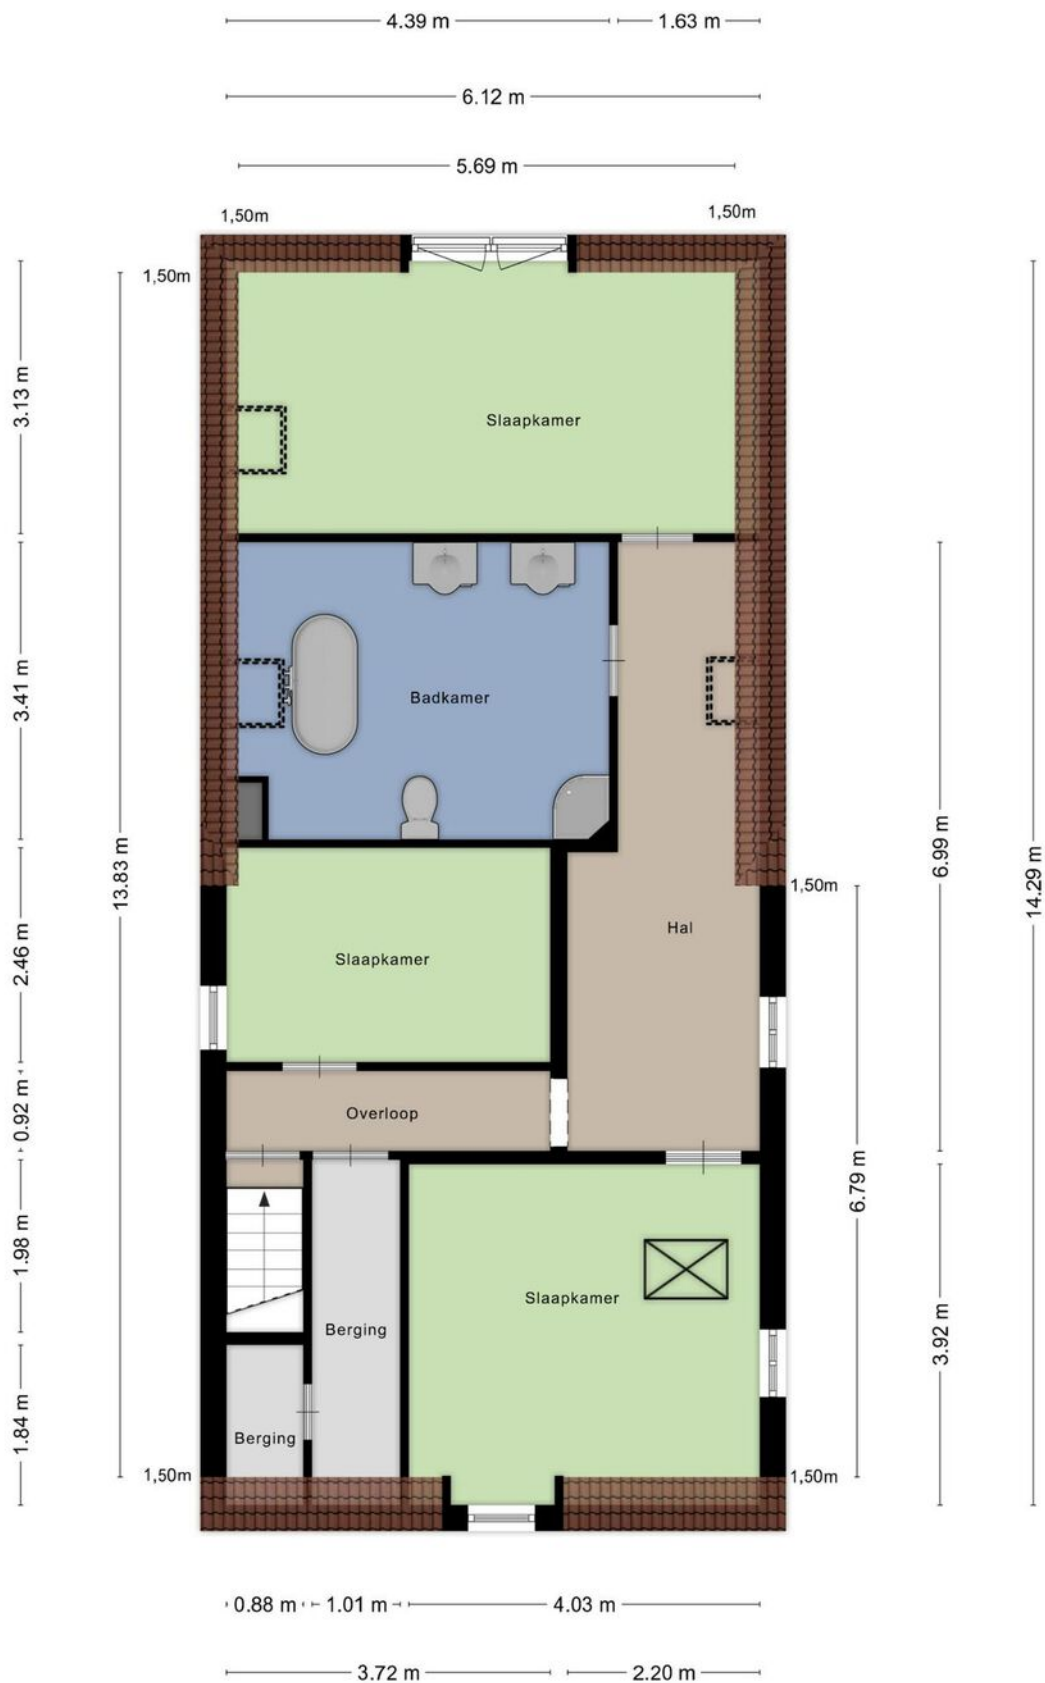 4.39 m
1.63 m
6.12 m
5.69 m
1,50m
1,50m
1,50m
3.13 m
Slaapkamer
3.41 m
Badkamer
13.83 m
6.99 m
14.29 m
1,50m
Hal
2.46 m
Slaapkamer
0.92 m
Overloop
6.79 m
1.98 m
Slaapkamer
Berging
3.92 m
1.84 m
Berging
1,50m
1,50m
0.88 m
1.01 m
4.03 m
3.72 m
2.20 m